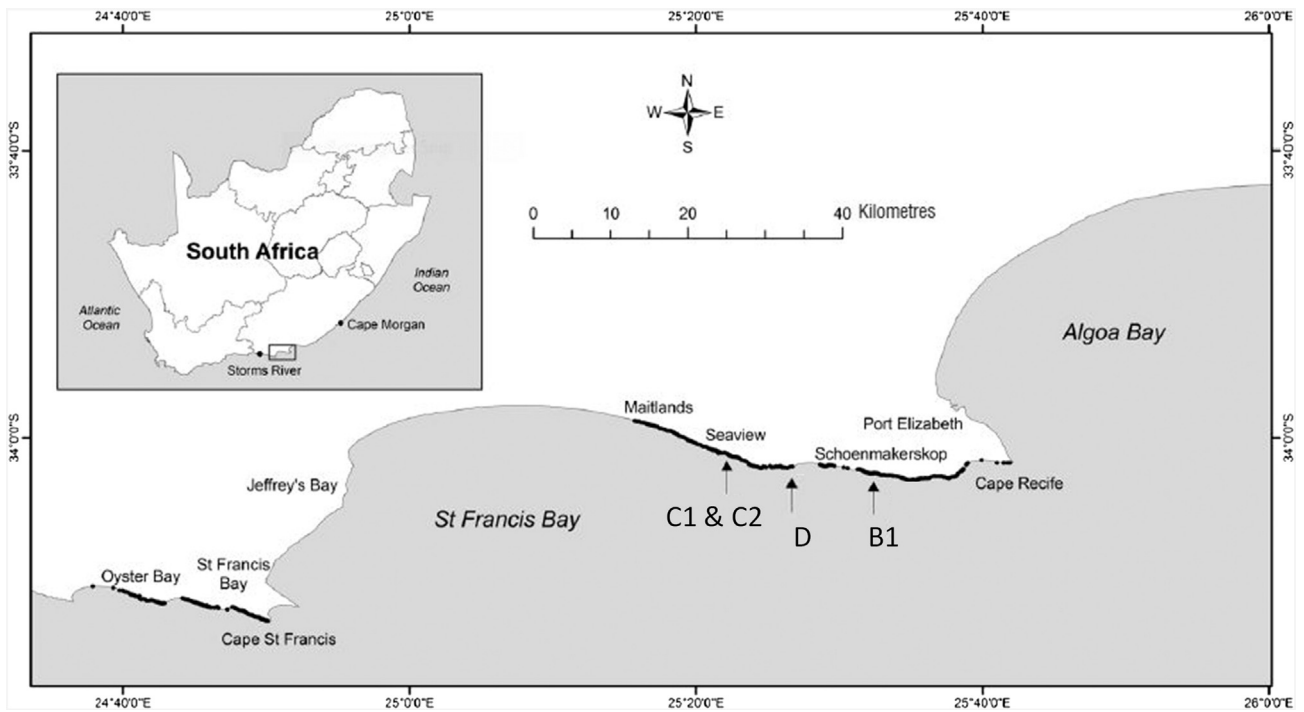 24°40'0"E 25°0'0"E 25°20'0"E 25°40'0"E 26°0'0"E
33°40'0"S 33°40'0"S
N
W E
S
0 10 20 40 Kilometres
South Africa
Atlantic
Ocean
Indian
Ocean
Cape Morgan
Storms River
Algoa Bay
Maitlands
Seaview
Port Elizabeth
Schoenmakerskop
34°0'0"S 34°0'0"S
Cape Recife
Jeffrey's Bay
St Francis Bay
C1 & C2
D
B1
St Francis
Bay
Oyster Bay
Cape St Francis
24°40'0"E 25°0'0"E 25°20'0"E 25°40'0"E 26°0'0"E